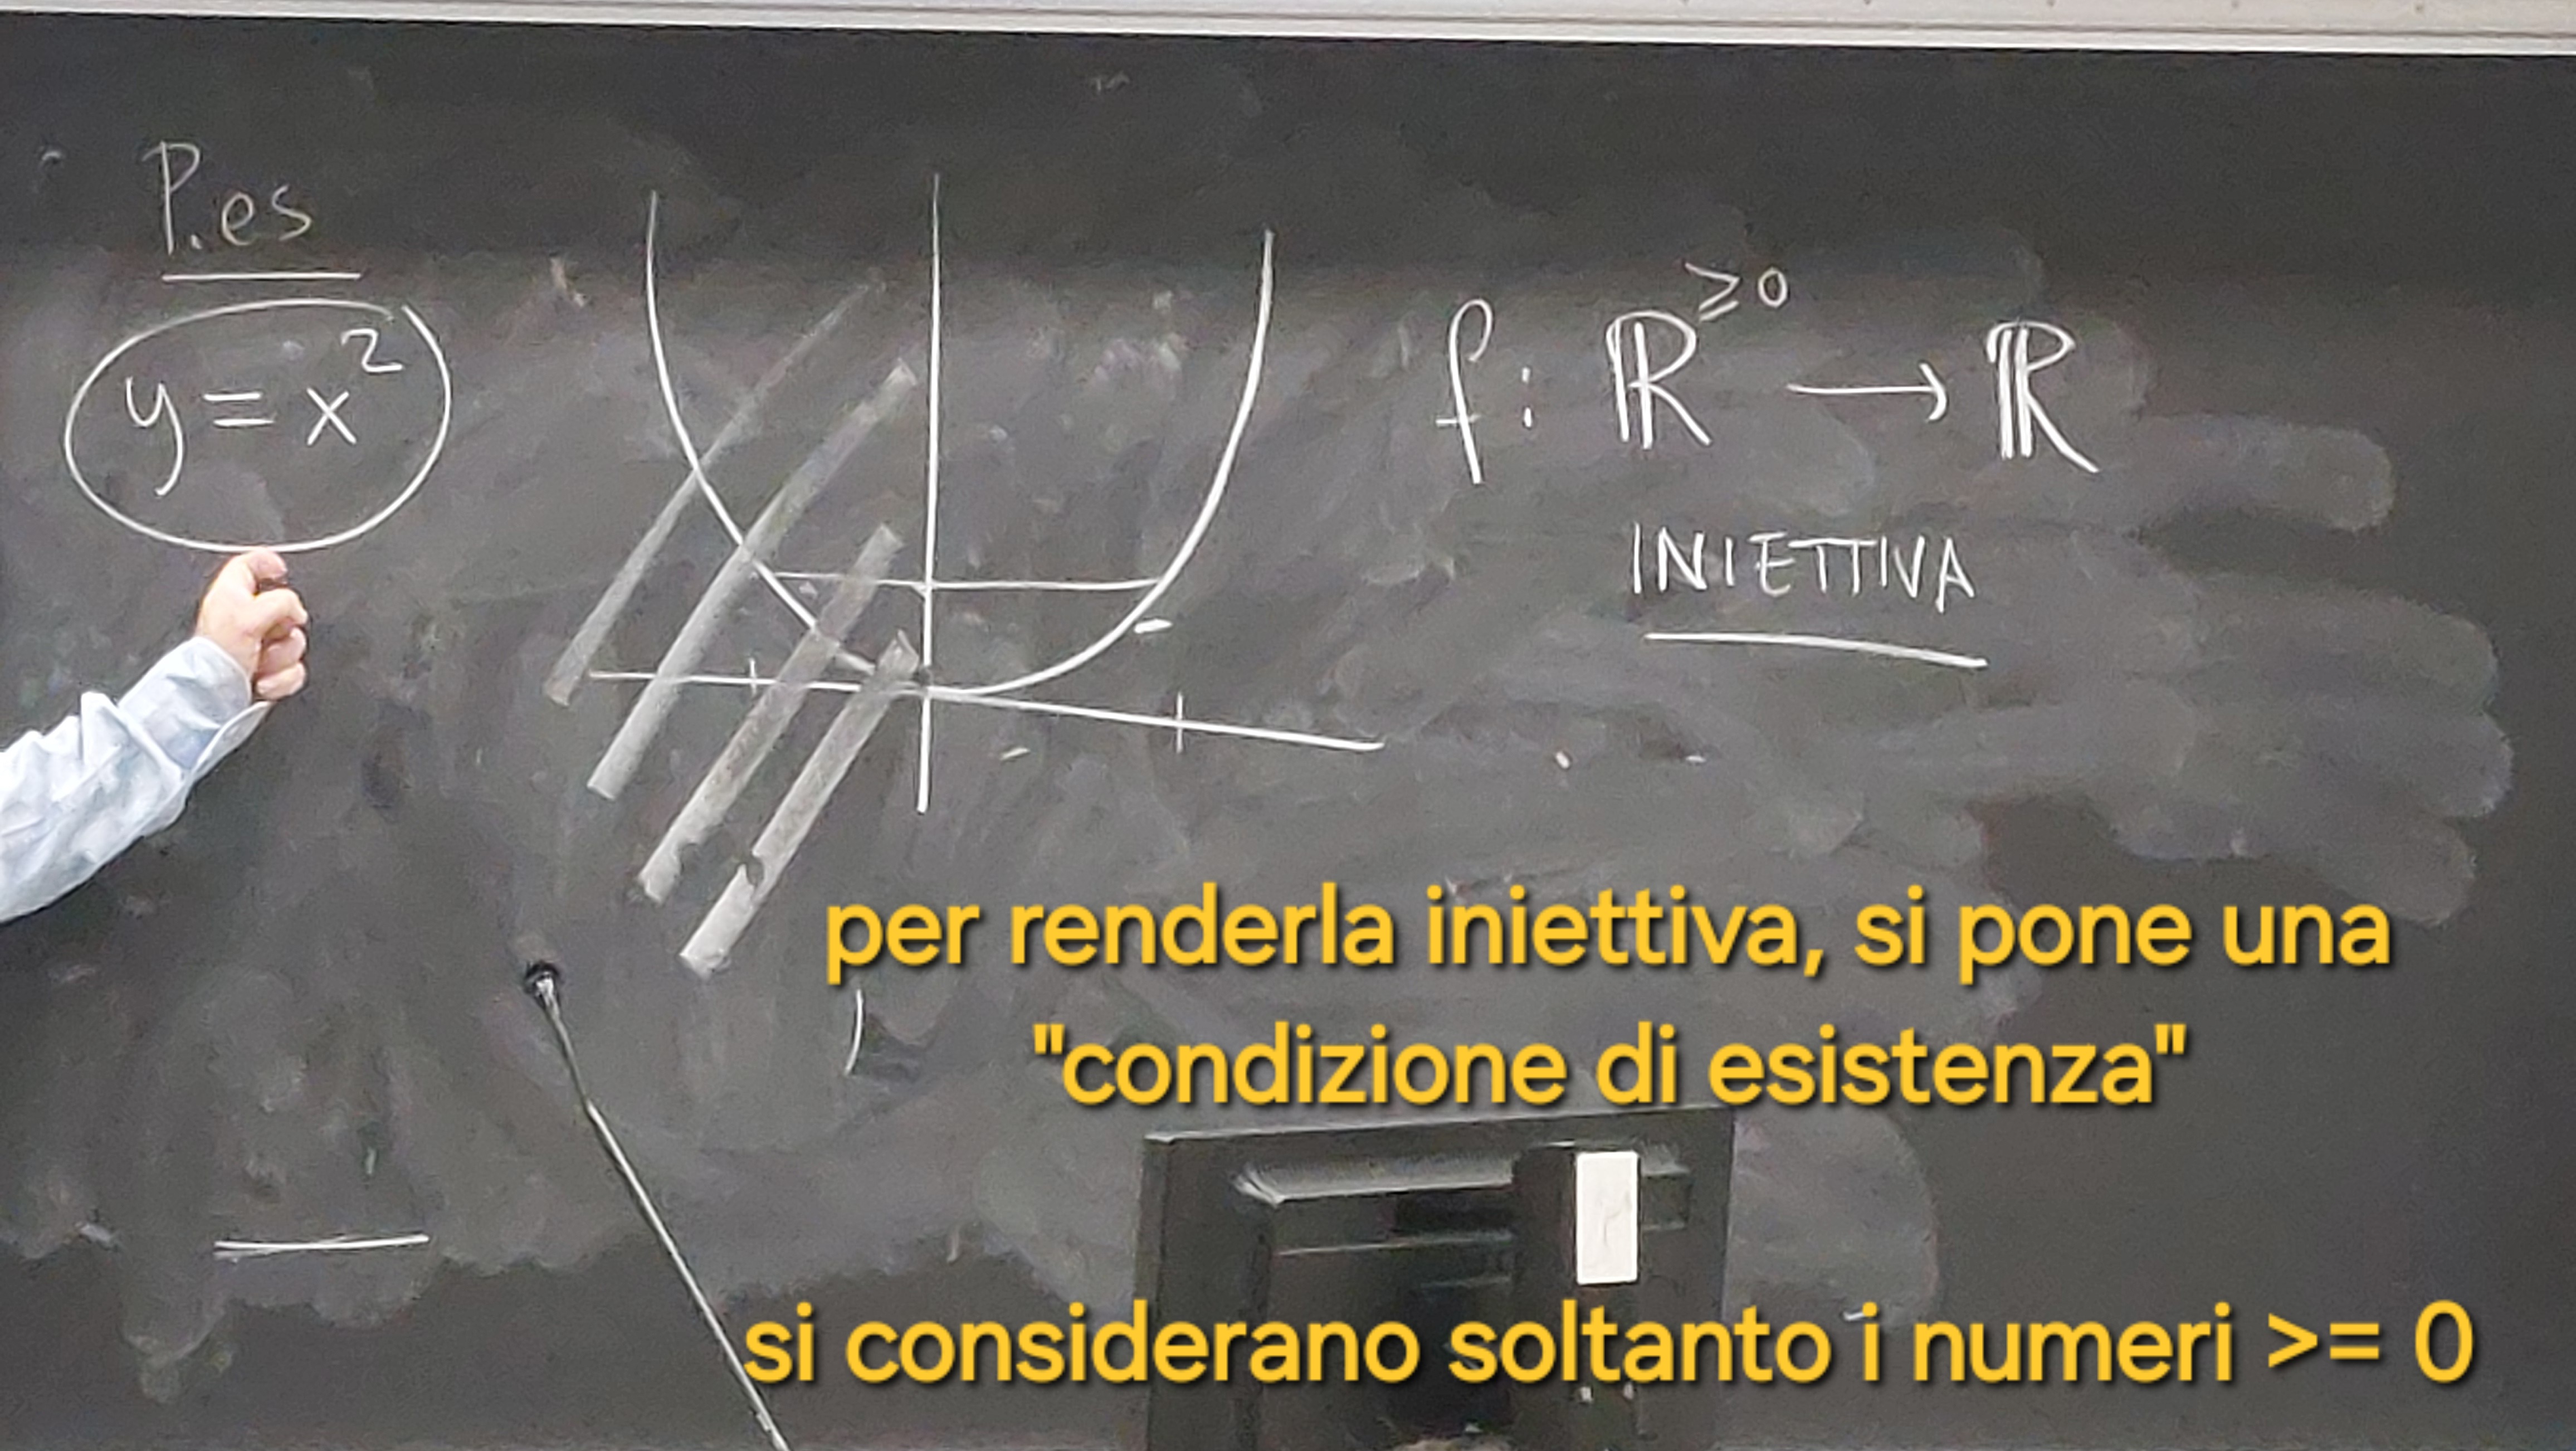 P.es
y = x²
f: ℝ^≥0 → ℝ
INIETTIVA
per renderla iniettiva, si pone una
"condizione di esistenza"
si considerano soltanto i numeri >= 0